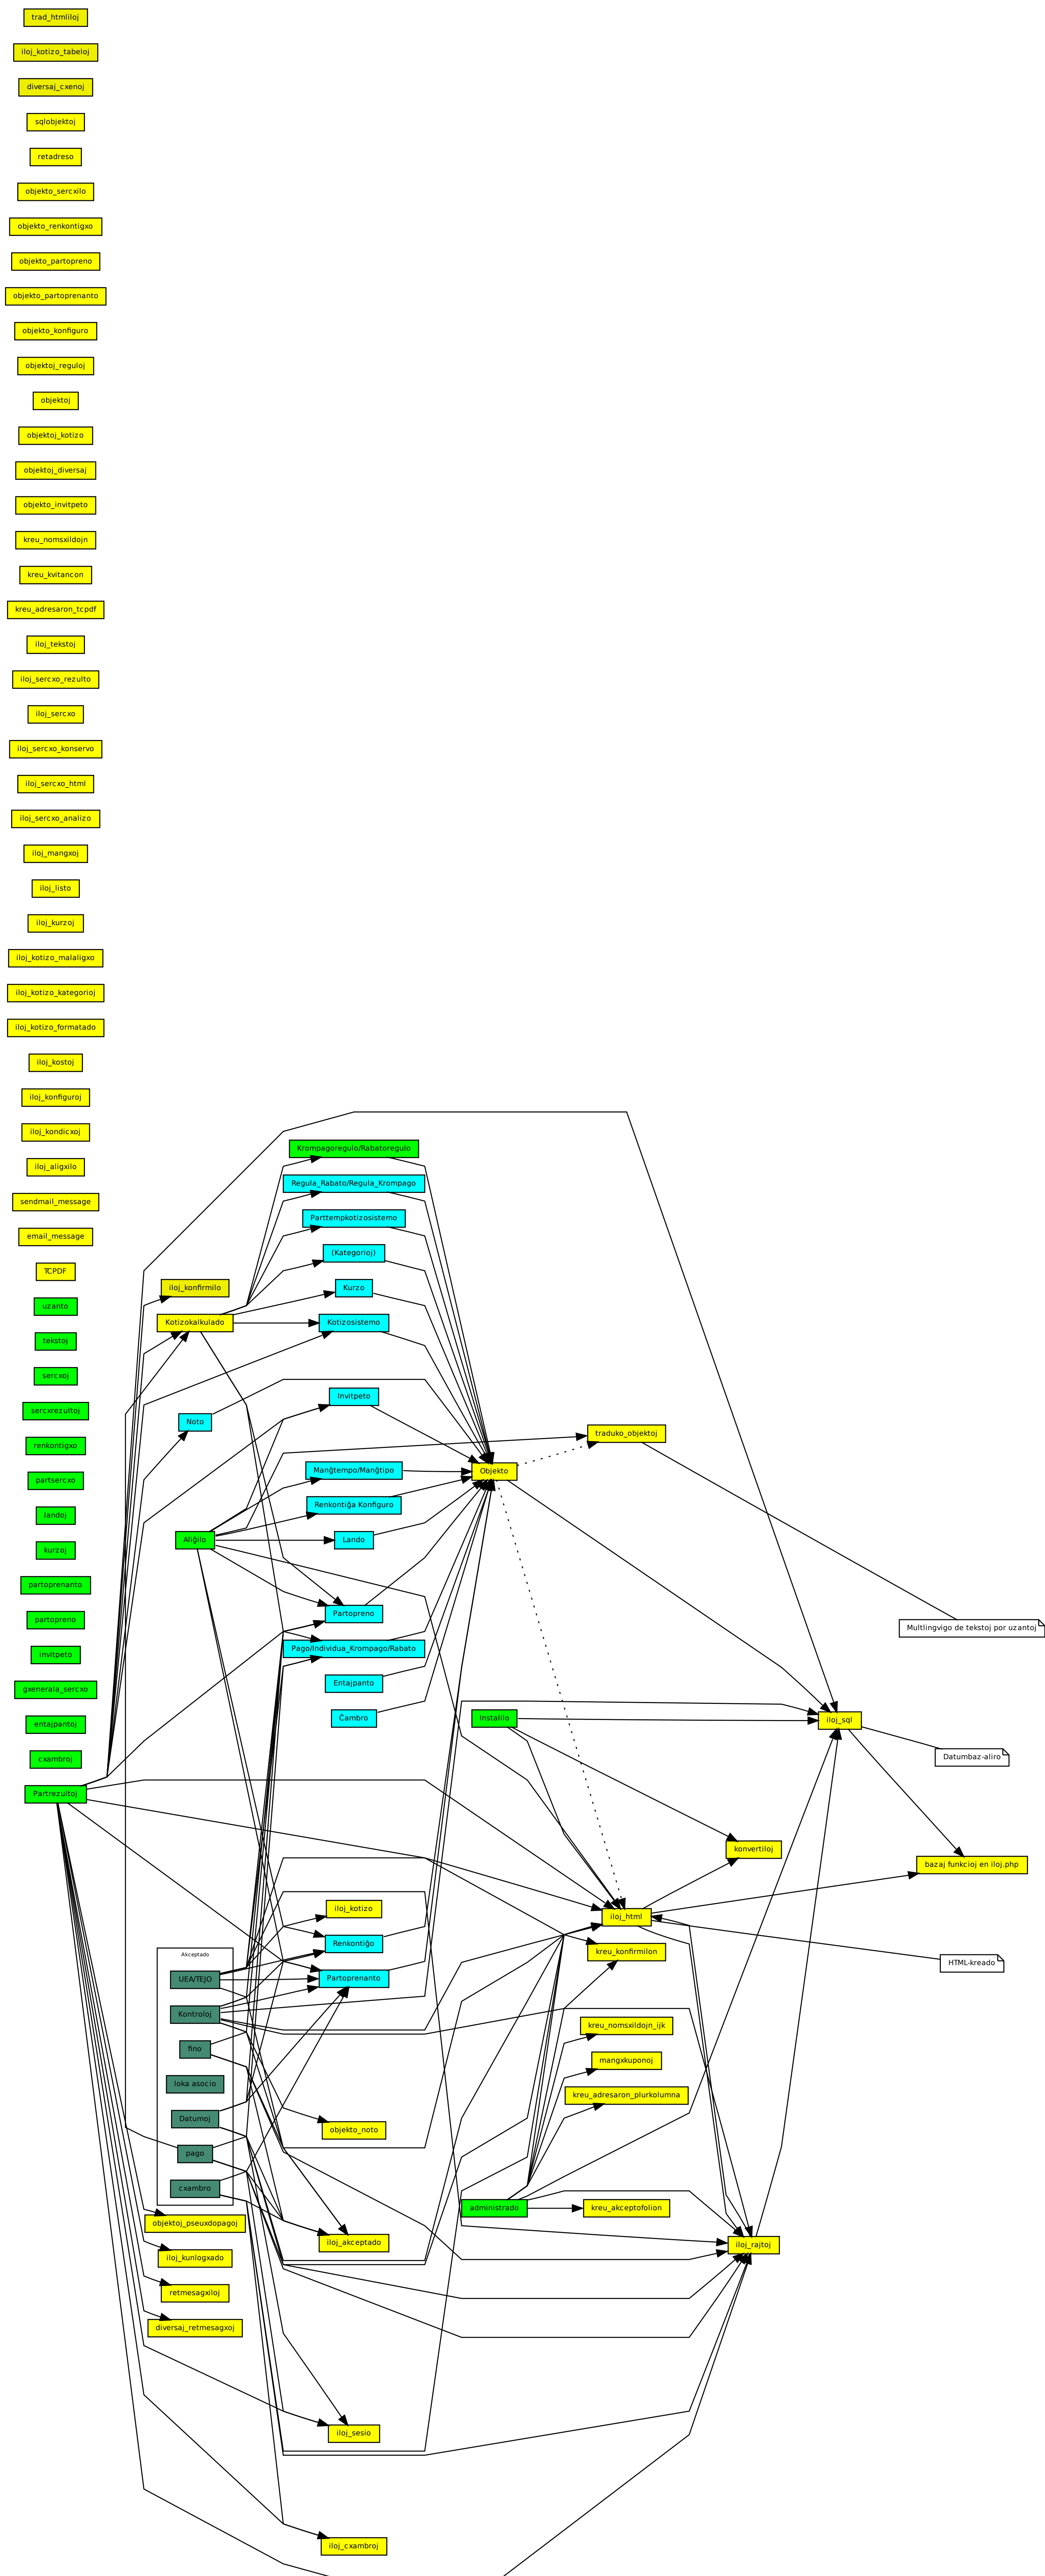 trad_htmliloj
iloj_kotizo_tabeloj
diversaj_cxenoj
sqlobjektoj
retadreso
objekto_sercxilo
objekto_renkontigxo
objekto_partopreno
objekto_partoprenanto
objekto_konfiguro
objektoj_reguloj
objektoj
objektoj_kotizo
objektoj_diversaj
objekto_invitpeto
kreu_nomsxildojn
kreu_kvitancon
kreu_adresaron_tcpdf
iloj_tekstoj
iloj_sercxo_rezulto
iloj_sercxo
iloj_sercxo_konservo
iloj_sercxo_html
iloj_sercxo_analizo
iloj_mangxoj
iloj_listo
iloj_kurzoj
iloj_kotizo_malaligxo
iloj_kotizo_kategorioj
iloj_kotizo_formatado
iloj_kostoj
iloj_konfiguroj
iloj_kondicxoj
iloj_aligxilo
sendmail_message
email_message
TCPDF
uzanto
tekstoj
sercxoj
sercxrezultoj
renkontigxo
partsercxo
landoj
kurzoj
partoprenanto
partopreno
invitpeto
gxenerala_sercxo
entajpantoj
cxambroj
Partrezultoj
iloj_konfirmilo
Kotizokalkulado
Noto
Aliĝilo
Akceptado
UEA/TEJO
Kontroloj
fino
loka asocio
Datumoj
pago
cxambro
objektoj_pseuxdopagoj
iloj_kunlogxado
retmesagxiloj
diversaj_retmesagxoj
Krompagoregulo/Rabatoregulo
Regula_Rabato/Regula_Krompago
Parttempkotizosistemo
(Kategorioj)
Kurzo
Kotizosistemo
Invitpeto
Manĝtempo/Manĝtipo
Renkontiĝa Konfiguro
Lando
Partopreno
Pago/Individua_Krompago/Rabato
Entajpanto
Ĉambro
iloj_kotizo
Renkontiĝo
Partoprenanto
objekto_noto
iloj_akceptado
iloj_sesio
iloj_cxambroj
Objekto
Instalilo
administrado
traduko_objektoj
iloj_html
kreu_konfirmilon
kreu_nomsxildojn_ijk
mangxkuponoj
kreu_adresaron_plurkolumna
kreu_akceptofolion
konvertiloj
iloj_rajtoj
iloj_sql
Multlingvigo de tekstoj por uzantoj
Datumbaz-aliro
bazaj funkcioj en iloj.php
HTML-kreado